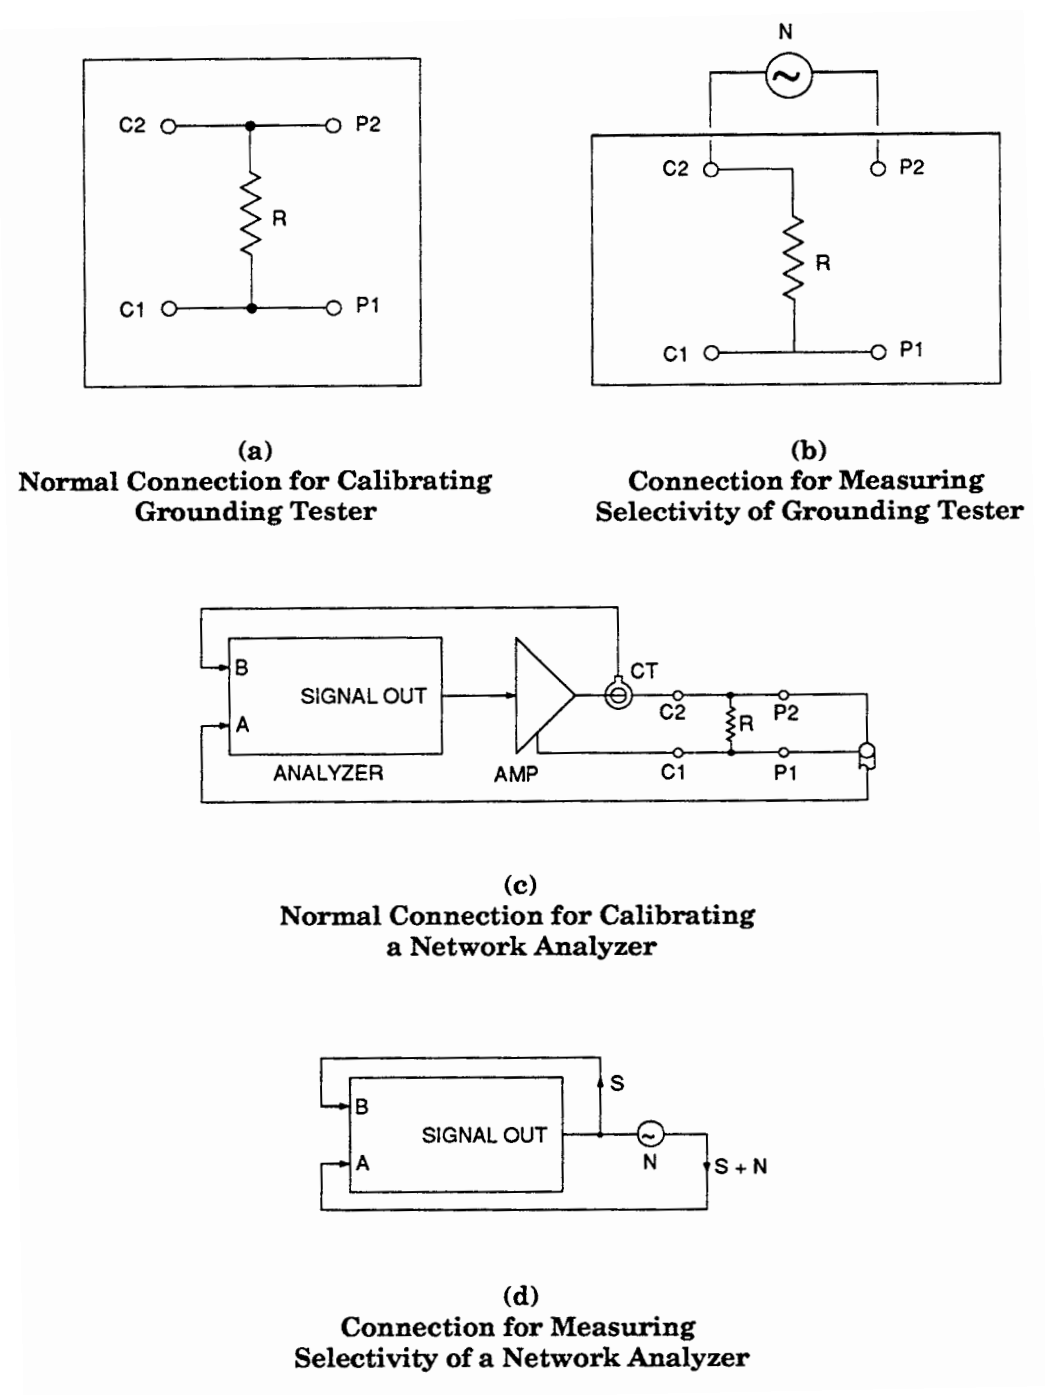 N
C2
P2
R
C1
P1
C2
P2
R
C1
P1
(a)
Normal Connection for Calibrating
Grounding Tester
(b)
Connection for Measuring
Selectivity of Grounding Tester
B
SIGNAL OUT
A
ANALYZER
AMP
CT
C2
P2
R
C1
P1
(c)
Normal Connection for Calibrating
a Network Analyzer
B
S
SIGNAL OUT
A
N
S + N
(d)
Connection for Measuring
Selectivity of a Network Analyzer